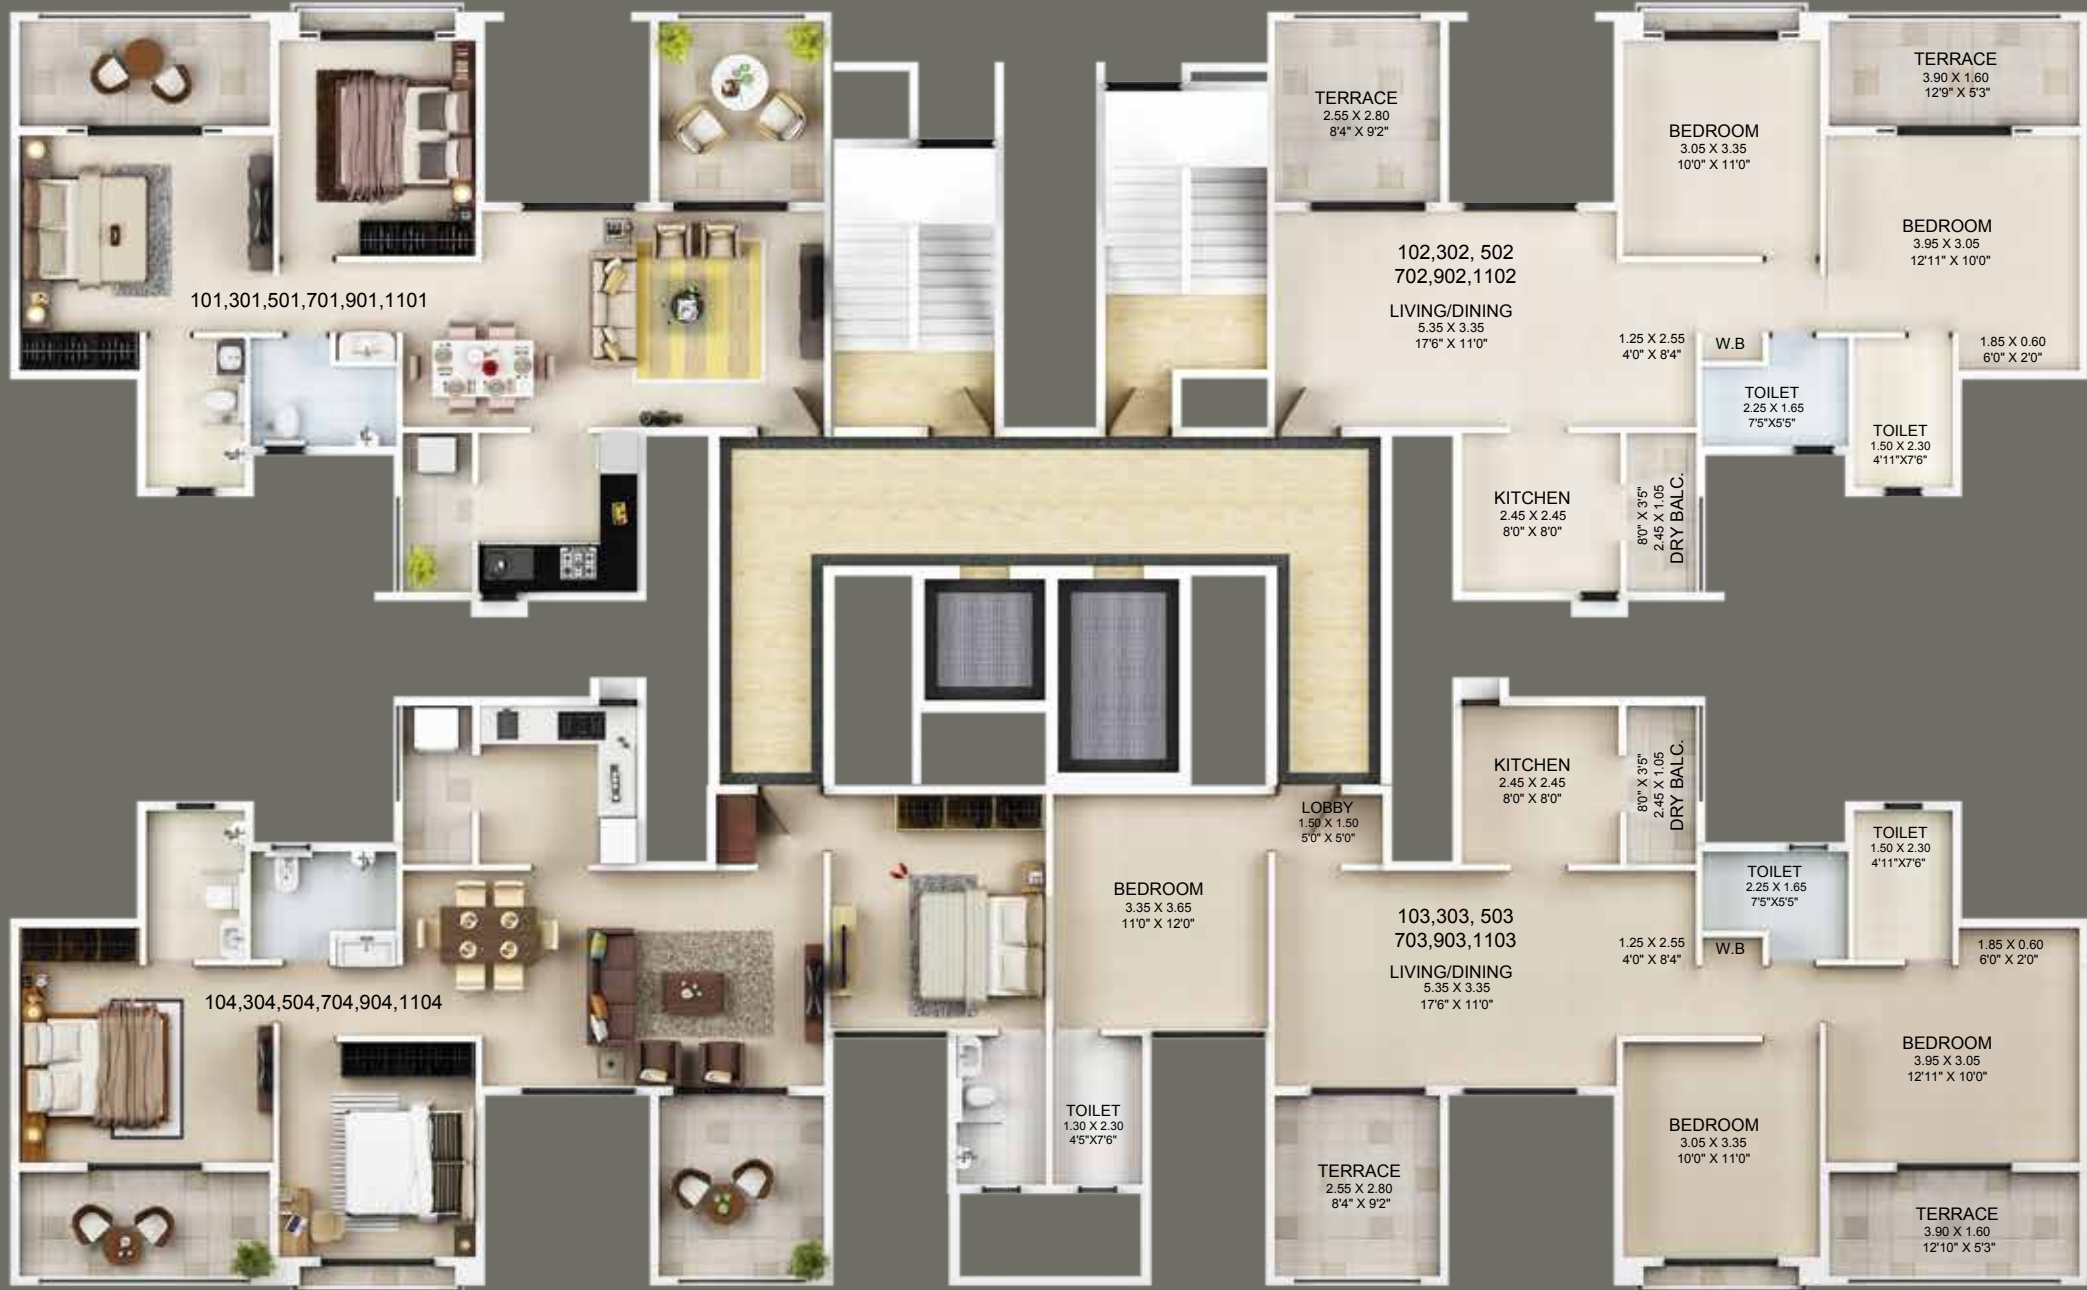 TERRACE
2.55 X 2.80
8'4" X 9'2"
BEDROOM
3.05 X 3.35
10'0" X 11'0"
TERRACE
3.90 X 1.60
12'9" X 5'3"
BEDROOM
3.95 X 3.05
12'11" X 10'0"
101,301,501,701,901,1101
102,302, 502
702,902,1102
LIVING/DINING
5.35 X 3.35
17'6" X 11'0"
1.25 X 2.55
4'0" X 8'4"
W.B
1.85 X 0.60
6'0" X 2'0"
TOILET
2.25 X 1.65
7'5"X5'5"
TOILET
1.50 X 2.30
4'11"X7'6"
KITCHEN
2.45 X 2.45
8'0" X 8'0"
8'0" X 3'5"
2.45 X 1.05
DRY BALC.
KITCHEN
2.45 X 2.45
8'0" X 8'0"
8'0" X 3'5"
2.45 X 1.05
DRY BALC.
LOBBY
1.50 X 1.50
5'0" X 5'0"
TOILET
1.50 X 2.30
4'11"X7'6"
TOILET
2.25 X 1.65
7'5"X5'5"
BEDROOM
3.35 X 3.65
11'0" X 12'0"
103,303, 503
703,903,1103
LIVING/DINING
5.35 X 3.35
17'6" X 11'0"
1.25 X 2.55
4'0" X 8'4"
W.B
1.85 X 0.60
6'0" X 2'0"
104,304,504,704,904,1104
BEDROOM
3.95 X 3.05
12'11" X 10'0"
TOILET
1.30 X 2.30
4'5"X7'6"
BEDROOM
3.05 X 3.35
10'0" X 11'0"
TERRACE
2.55 X 2.80
8'4" X 9'2"
TERRACE
3.90 X 1.60
12'10" X 5'3"